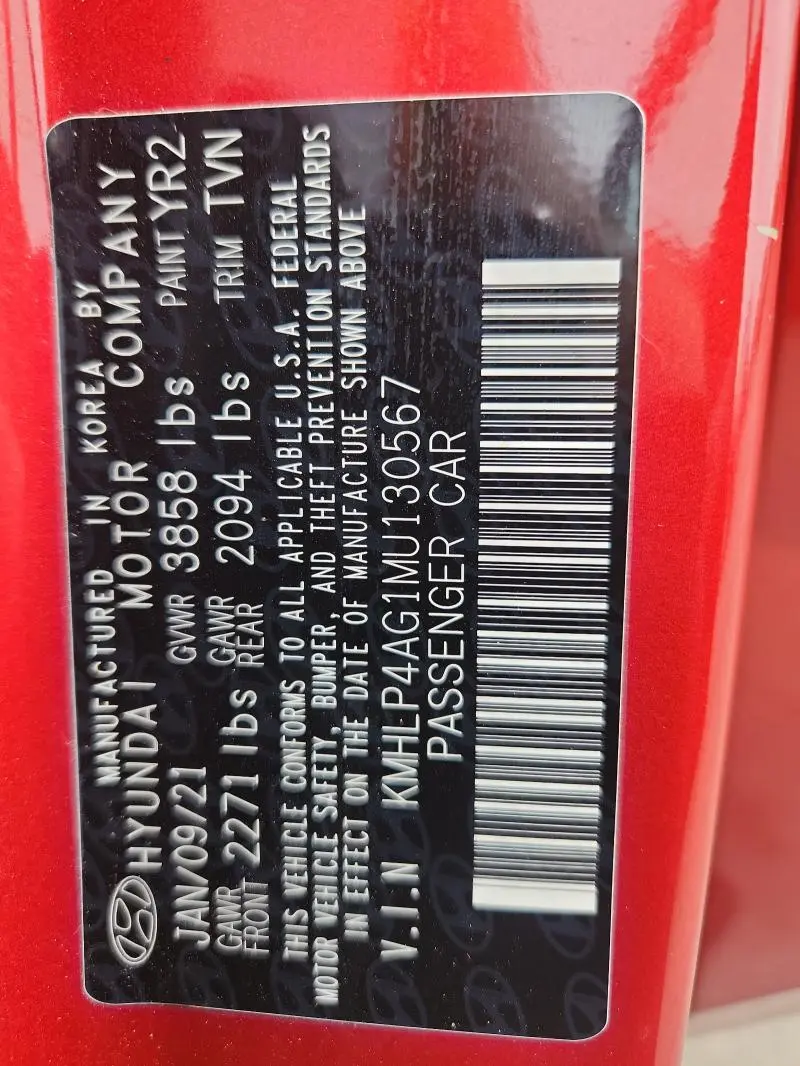 MANUFACTURED IN KOREA BY
HYUNDAI MOTOR COMPANY
JAN/09/21 GVWR 3858 lbs PAINT YR2
GAWR FRONT 2271 lbs GAWR REAR 2094 lbs TRIM TVN
THIS VEHICLE CONFORMS TO ALL APPLICABLE U.S.A. FEDERAL
MOTOR VEHICLE SAFETY, BUMPER, AND THEFT PREVENTION STANDARDS
IN EFFECT ON THE DATE OF MANUFACTURE SHOWN ABOVE
V.I.N KMHLP4AG1MU130567
PASSENGER CAR